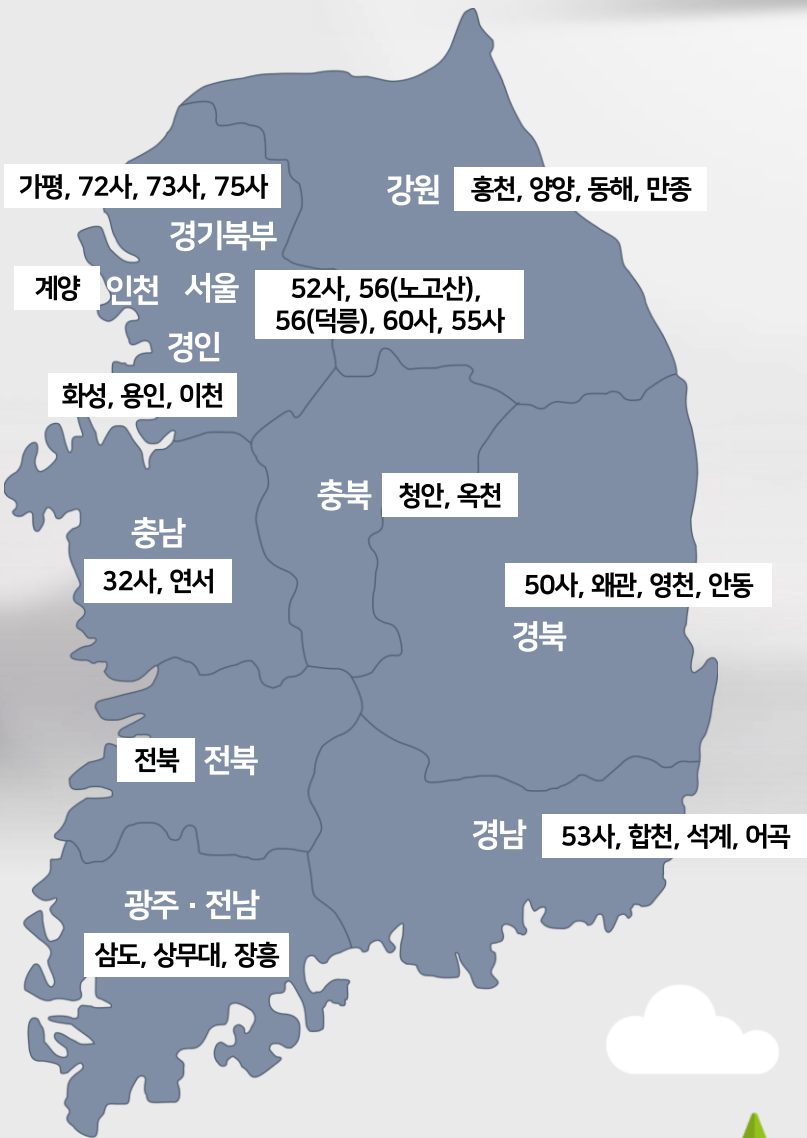 가평, 72사, 73사, 75사
강원
홍천, 양양, 동해, 만종
경기북부
계양
인천
서울
52사, 56(노고산),
56(덕릉), 60사, 55사
경인
화성, 용인, 이천
충북
청안, 옥천
충남
32사, 연서
50사, 왜관, 영천, 안동
경북
전북
전북
경남
53사, 합천, 석계, 어곡
광주 · 전남
삼도, 상무대, 장흥